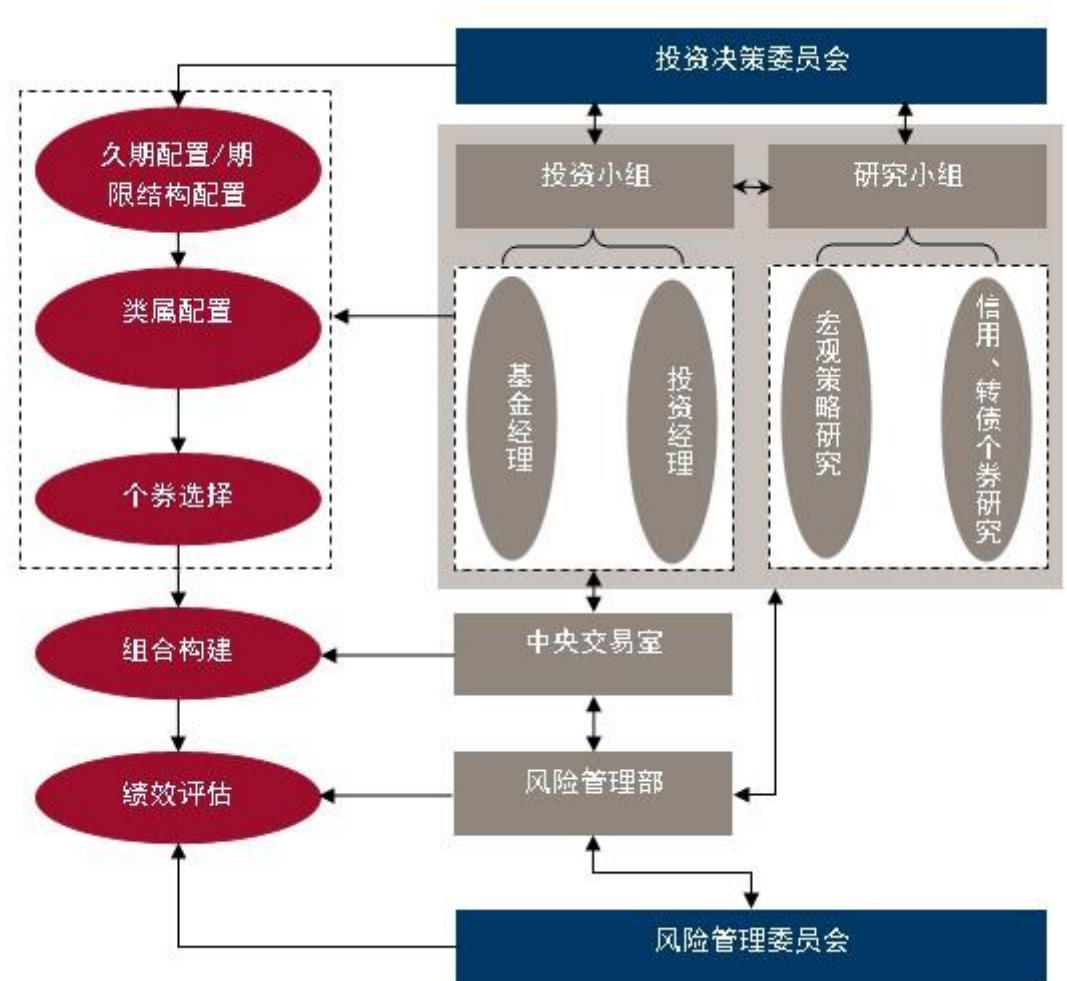 投资决策委员会
久期配置/期
限结构配置
投资小组
研究小组
类属配置
基金经理
投资经理
宏观策略研究
信用、转债个券研究
个券选择
组合构建
中央交易室
绩效评估
风险管理部
风险管理委员会